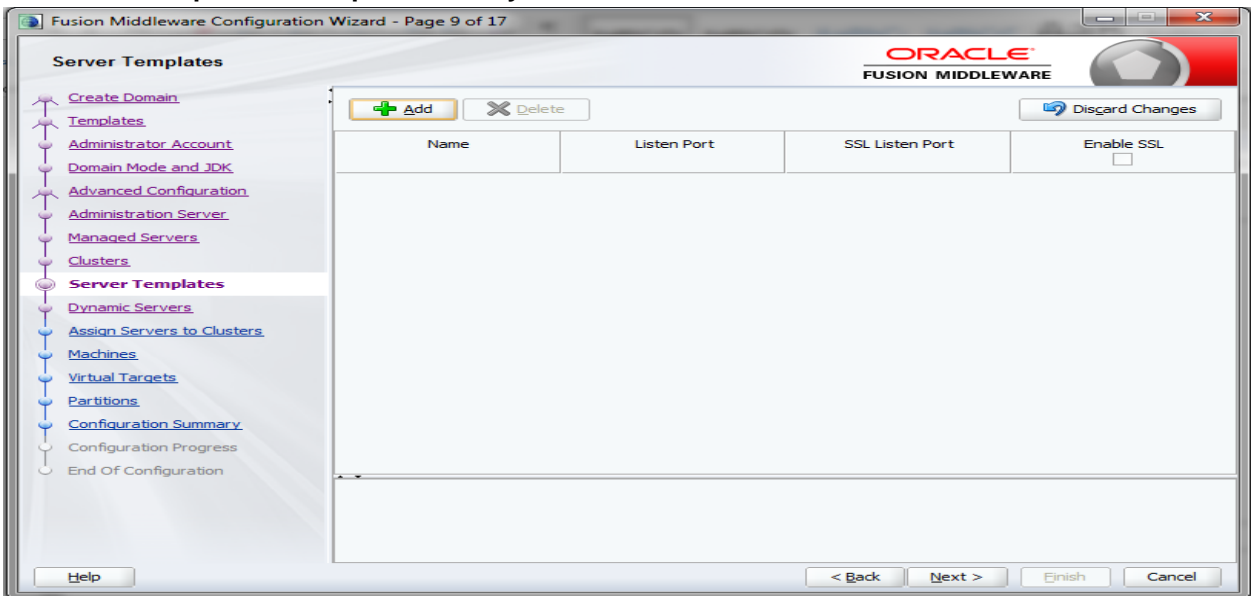 Fusion Middleware Configuration Wizard - Page 9 of 17
Server Templates
ORACLE
FUSION MIDDLEWARE
Create Domain
Templates
Administrator Account
Domain Mode and JDK
Advanced Configuration
Administration Server
Managed Servers
Clusters
Server Templates
Dynamic Servers
Assign Servers to Clusters
Machines
Virtual Targets
Partitions
Configuration Summary
Configuration Progress
End Of Configuration
Add Delete Discard Changes
Name Listen Port SSL Listen Port Enable SSL
Help < Back Next > Finish Cancel